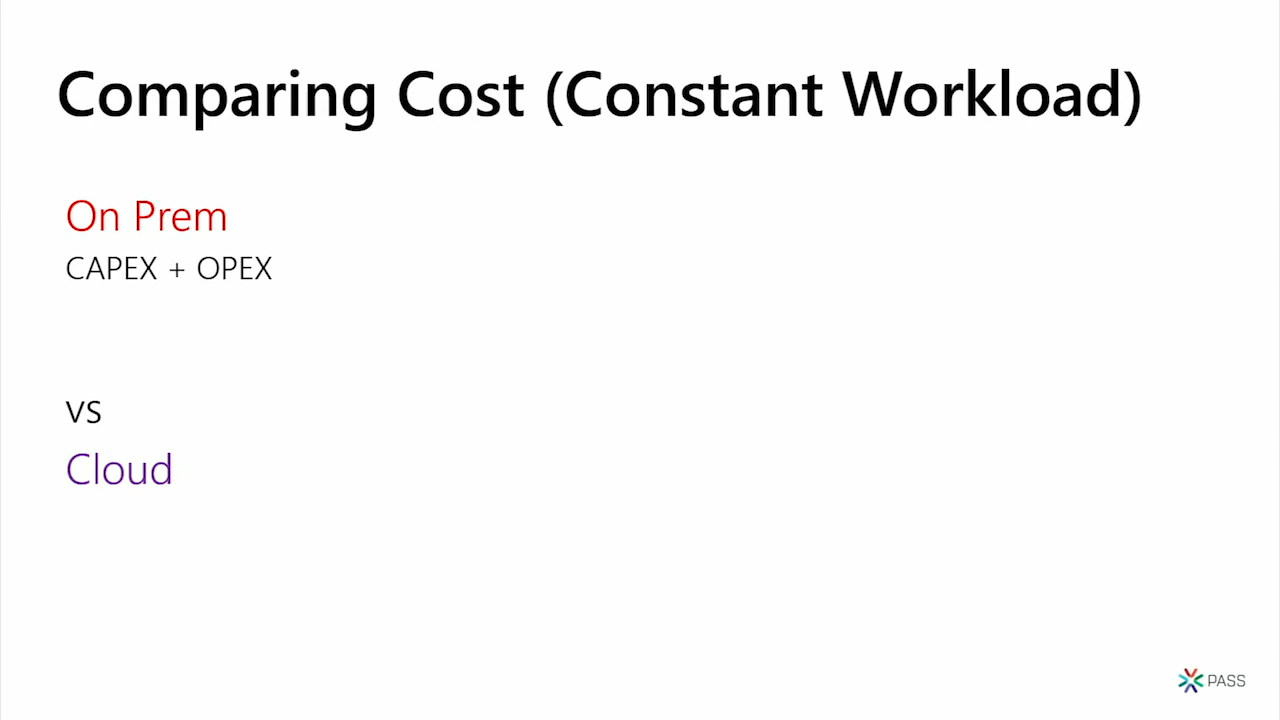 Comparing Cost (Constant Workload)
On Prem
CAPEX + OPEX
vs
Cloud
PASS